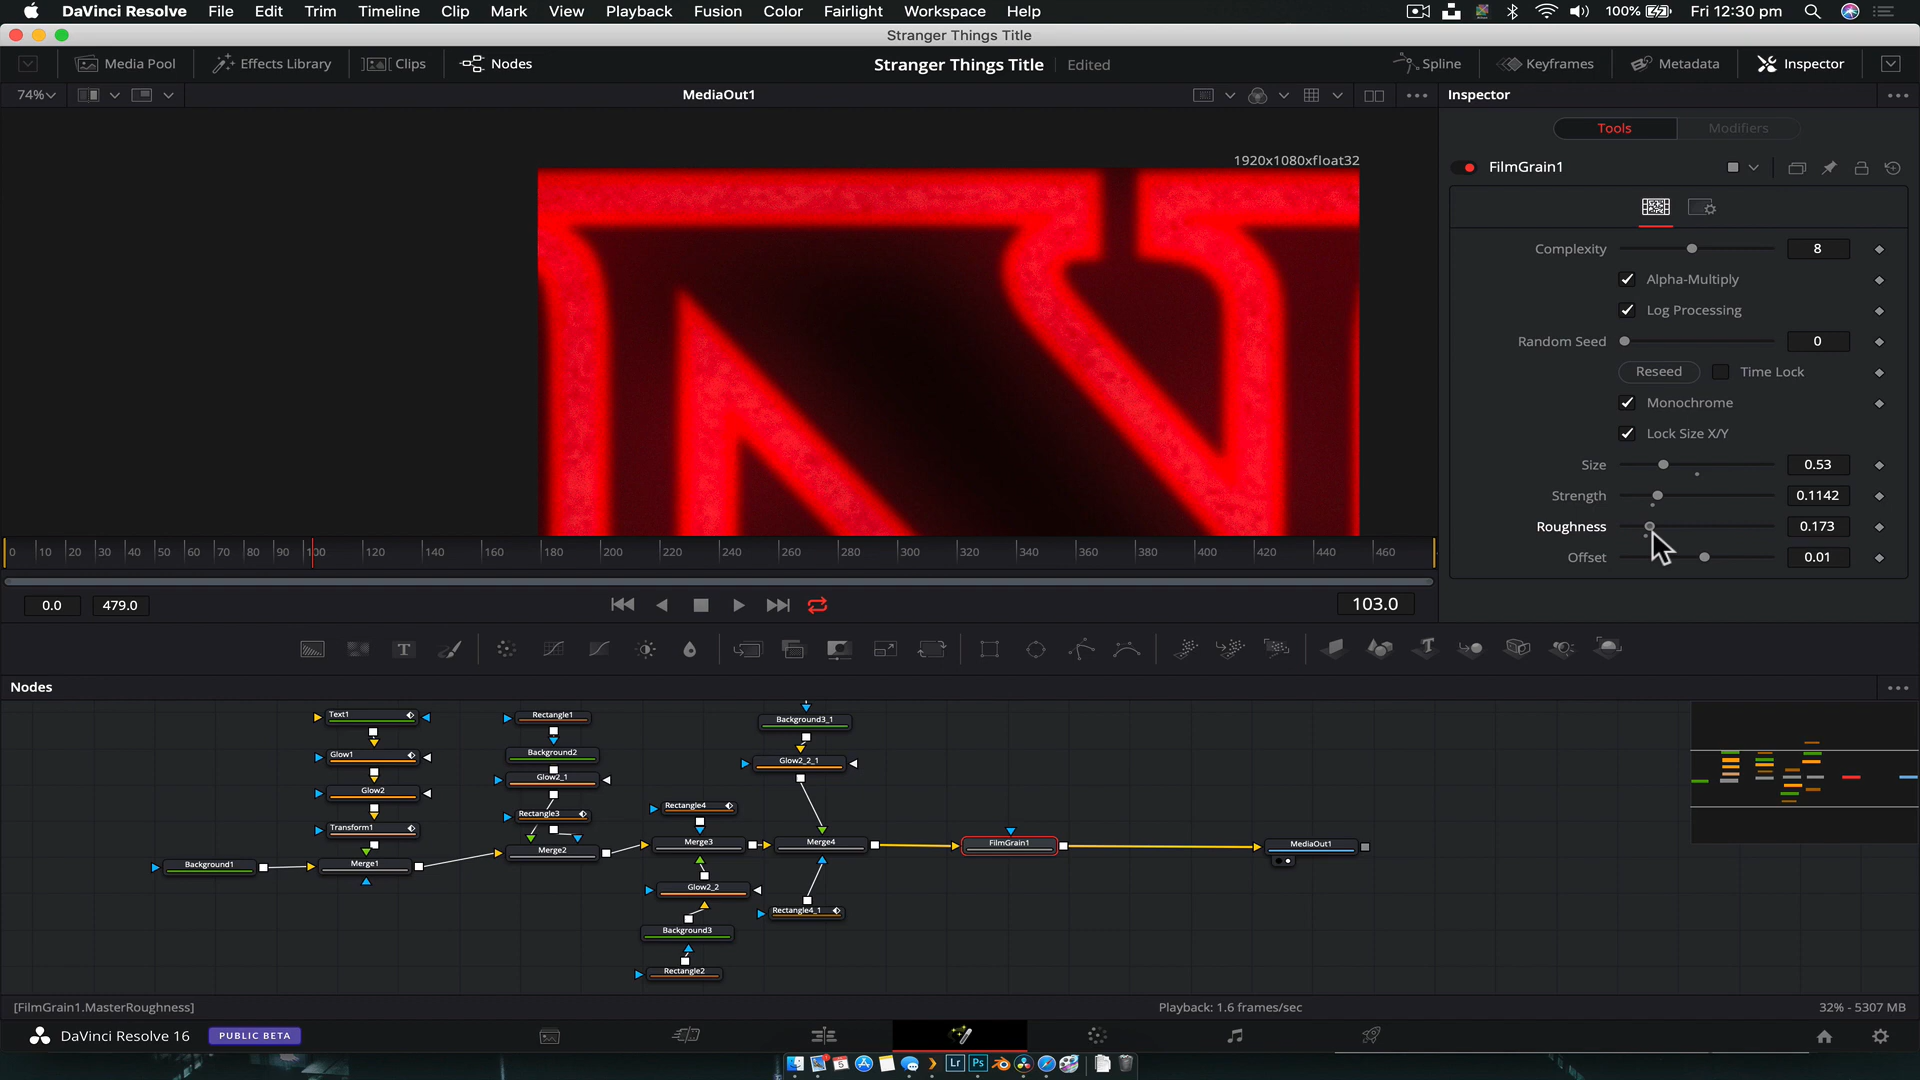 DaVinci Resolve File Edit Trim Timeline Clip Mark View Playback Fusion Color Fairlight Workspace Help 100% Fri 12:30 pm
Stranger Things Title
Media Pool Effects Library Clips Nodes Stranger Things Title Edited Spline Keyframes Metadata Inspector
74% MediaOut1 Inspector
Tools Modifiers
1920x1080xfloat32
FilmGrain1
Complexity 8
Alpha-Multiply
Log Processing
Random Seed 0
Reseed Time Lock
Monochrome
Lock Size X/Y
Size 0.53
Strength 0.1142
Roughness 0.173
Offset 0.01
0 10 20 30 40 50 60 70 80 90 100 120 140 160 180 200 220 240 260 280 300 320 340 360 380 400 420 440 460
0.0 479.0 103.0
Nodes
Text1 Rectangle1 Background3_1
Glow1 Background2 Glow2_2_1
Glow2 Glow2_1
Transform1 Rectangle3 Rectangle4
Background1 Merge1 Merge2 Merge3 Merge4 FilmGrain1 MediaOut1
Glow2_2
Background3 Rectangle4_1
Rectangle2
[FilmGrain1.MasterRoughness] Playback: 1.6 frames/sec 32% - 5307 MB
DaVinci Resolve 16 PUBLIC BETA
5 Lr Ps